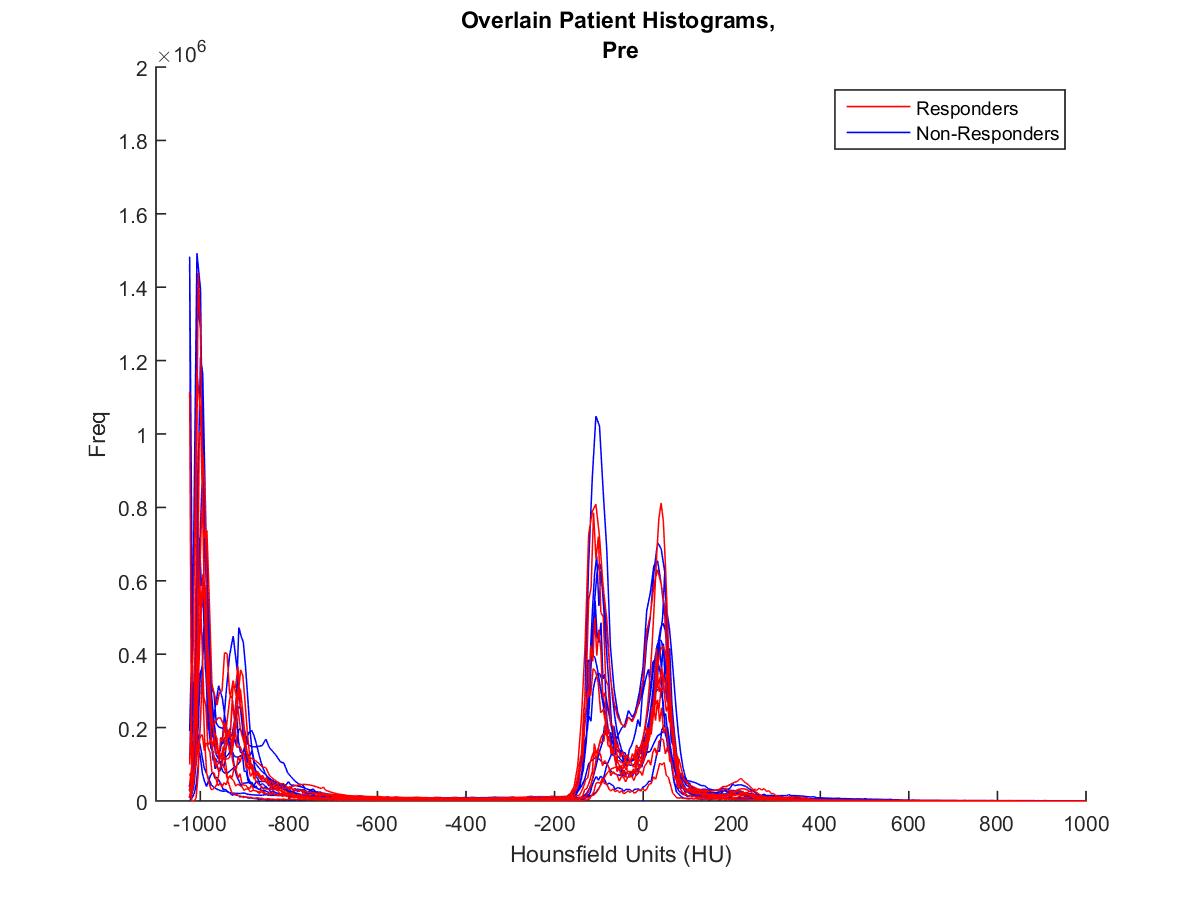 Overlain Patient Histograms,
Pre
×10^6
2
1.8
1.6
1.4
1.2
1
0.8
0.6
0.4
0.2
0
Freq
Responders
Non-Responders
-1000 -800 -600 -400 -200 0 200 400 600 800 1000
Hounsfield Units (HU)